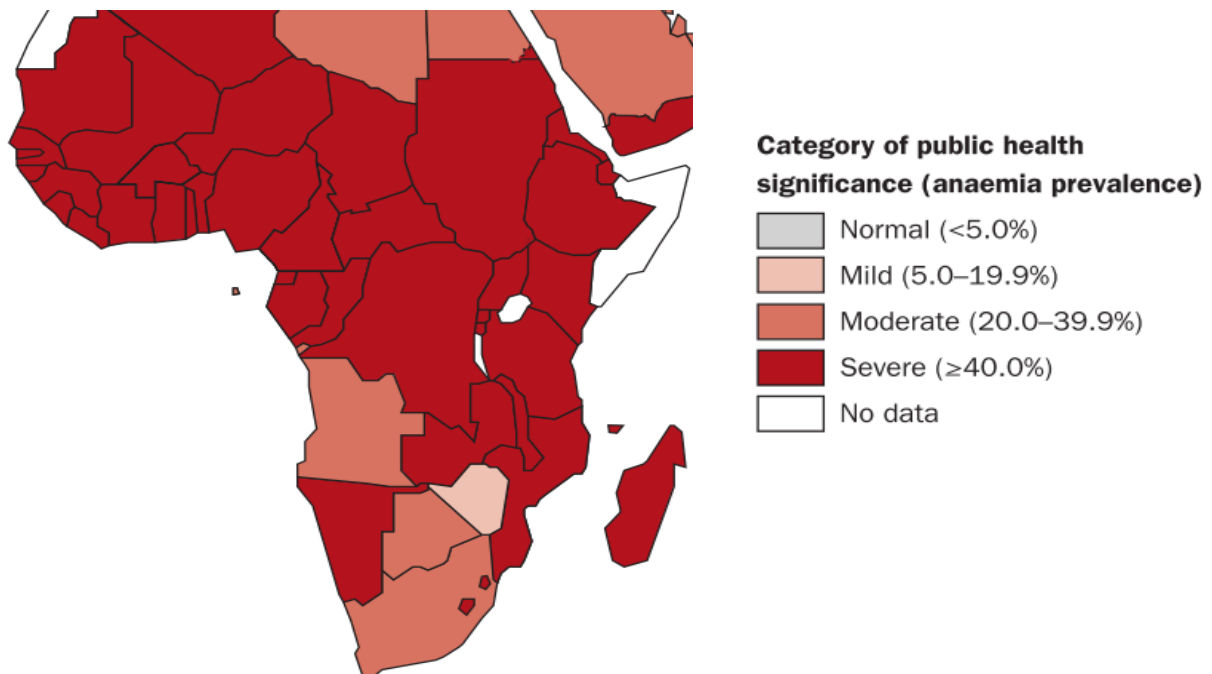 Category of public health
significance (anaemia prevalence)
Normal (<5.0%)
Mild (5.0–19.9%)
Moderate (20.0–39.9%)
Severe (≥40.0%)
No data